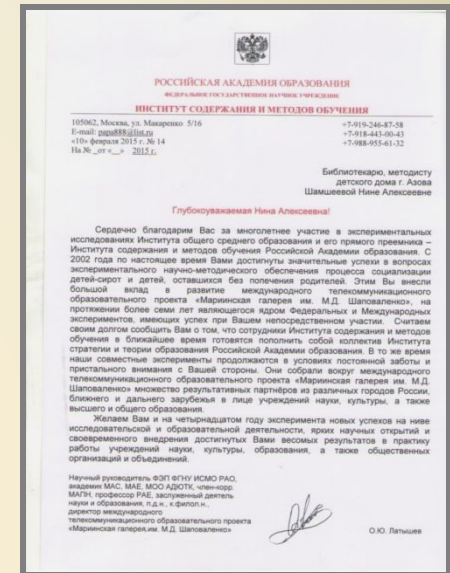 РОССИЙСКАЯ АКАДЕМИЯ ОБРАЗОВАНИЯ
ФЕДЕРАЛЬНОЕ ГОСУДАРСТВЕННОЕ НАУЧНОЕ УЧРЕЖДЕНИЕ
ИНСТИТУТ СОДЕРЖАНИЯ И МЕТОДОВ ОБУЧЕНИЯ
105062, Москва, ул. Макаренко 5/16
E-mail: papa888@list.ru
«10» февраля 2015 г. № 14
На № _от «__» 2015 г.
+7-919-246-87-58
+7-918-443-00-43
+7-988-955-61-32
Библиотекарю, методисту
детского дома г. Азова
Шамшеевой Нине Алексеевне
Глубокоуважаемая Нина Алексеевна!
Сердечно благодарим Вас за многолетнее участие в экспериментальных
исследованиях Института общего среднего образования и его прямого преемника –
Института содержания и методов обучения Российской Академии образования. С
2002 года по настоящее время Вами достигнуты значительные успехи в вопросах
экспериментального научно-методического обеспечения процесса социализации
детей-сирот и детей, оставшихся без попечения родителей. Этим Вы внесли
большой вклад в развитие международного телекоммуникационного
образовательного проекта «Мариинская галерея им. М.Д. Шаповаленко», на
протяжении более семи лет являющегося ядром Федеральных и Международных
экспериментов, имеющих успех при Вашем непосредственном участии. Считаем
своим долгом сообщить Вам о том, что сотрудники Института содержания и методов
обучения в ближайшее время готовятся пополнить собой коллектив Института
стратегии и теории образования Российской Академии образования. В то же время
наши совместные эксперименты продолжаются в условиях постоянной заботы и
пристального внимания с Вашей стороны. Они собрали вокруг международного
телекоммуникационного образовательного проекта «Мариинская галерея им. М.Д.
Шаповаленко» множество результативных партнёров из различных городов России,
ближнего и дальнего зарубежья в лице учреждений науки, культуры, а также
высшего и общего образования.
Желаем Вам и на четырнадцатом году эксперимента новых успехов на ниве
исследовательской и образовательной деятельности, ярких научных открытий и
своевременного внедрения достигнутых Вами весомых результатов в практику
работы учреждений науки, культуры, образования, а также общественных
организаций и объединений.
Научный руководитель ФЭП ФГНУ ИСМО РАО,
академик МАС, МАЕ, МОО АДЮТК, член-корр.
МАПН, профессор РАЕ, заслуженный деятель
науки и образования, п.д.н., к.филол.н.,
директор международного
телекоммуникационного образовательного проекта
«Мариинская галерея им. М.Д. Шаповаленко»
О.Ю. Латышев